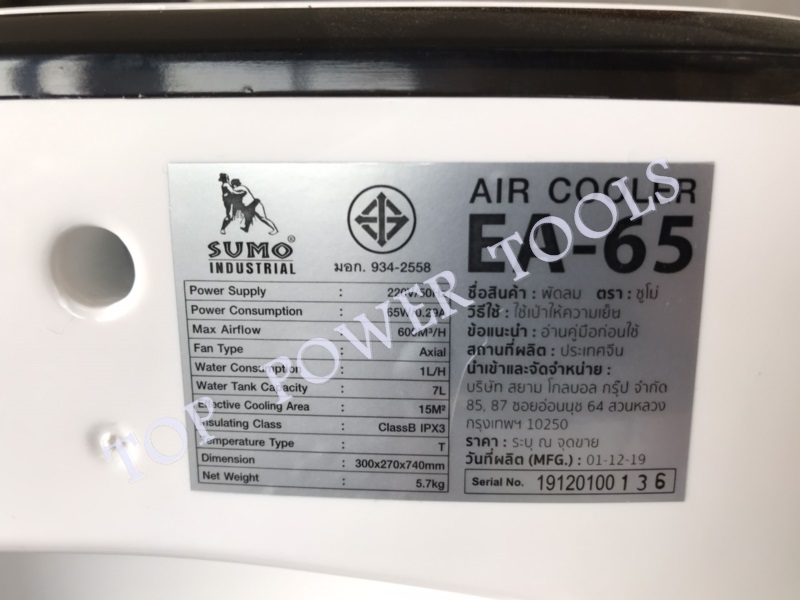 SUMO®
INDUSTRIAL
มอก. 934-2558
Power Supply : 220V/50Hz
Power Consumption : 65W/0.29A
Max Airflow : 600M³/H
Fan Type : Axial
Water Consumption : 1L/H
Water Tank Capacity : 7L
Effective Cooling Area : 15M²
Insulating Class : ClassB IPX3
Temperature Type : T
Dimension : 300x270x740mm
Net Weight : 5.7kg
AIR COOLER
EA-65
ชื่อสินค้า : พัดลม ตรา : ซูโม่
วิธีใช้ : ใช้เป่าให้ความเย็น
ข้อแนะนำ : อ่านคู่มือก่อนใช้
สถานที่ผลิต : ประเทศจีน
นำเข้าและจัดจำหน่าย :
บริษัท สยาม โกลบอล กรุ๊ป จำกัด
85, 87 ซอยอ่อนนุช 64 สวนหลวง
กรุงเทพฯ 10250
ราคา : ระบุ ณ จุดขาย
วันที่ผลิต (MFG.) : 01-12-19
Serial No. 19120100136
TOP POWER TOOLS